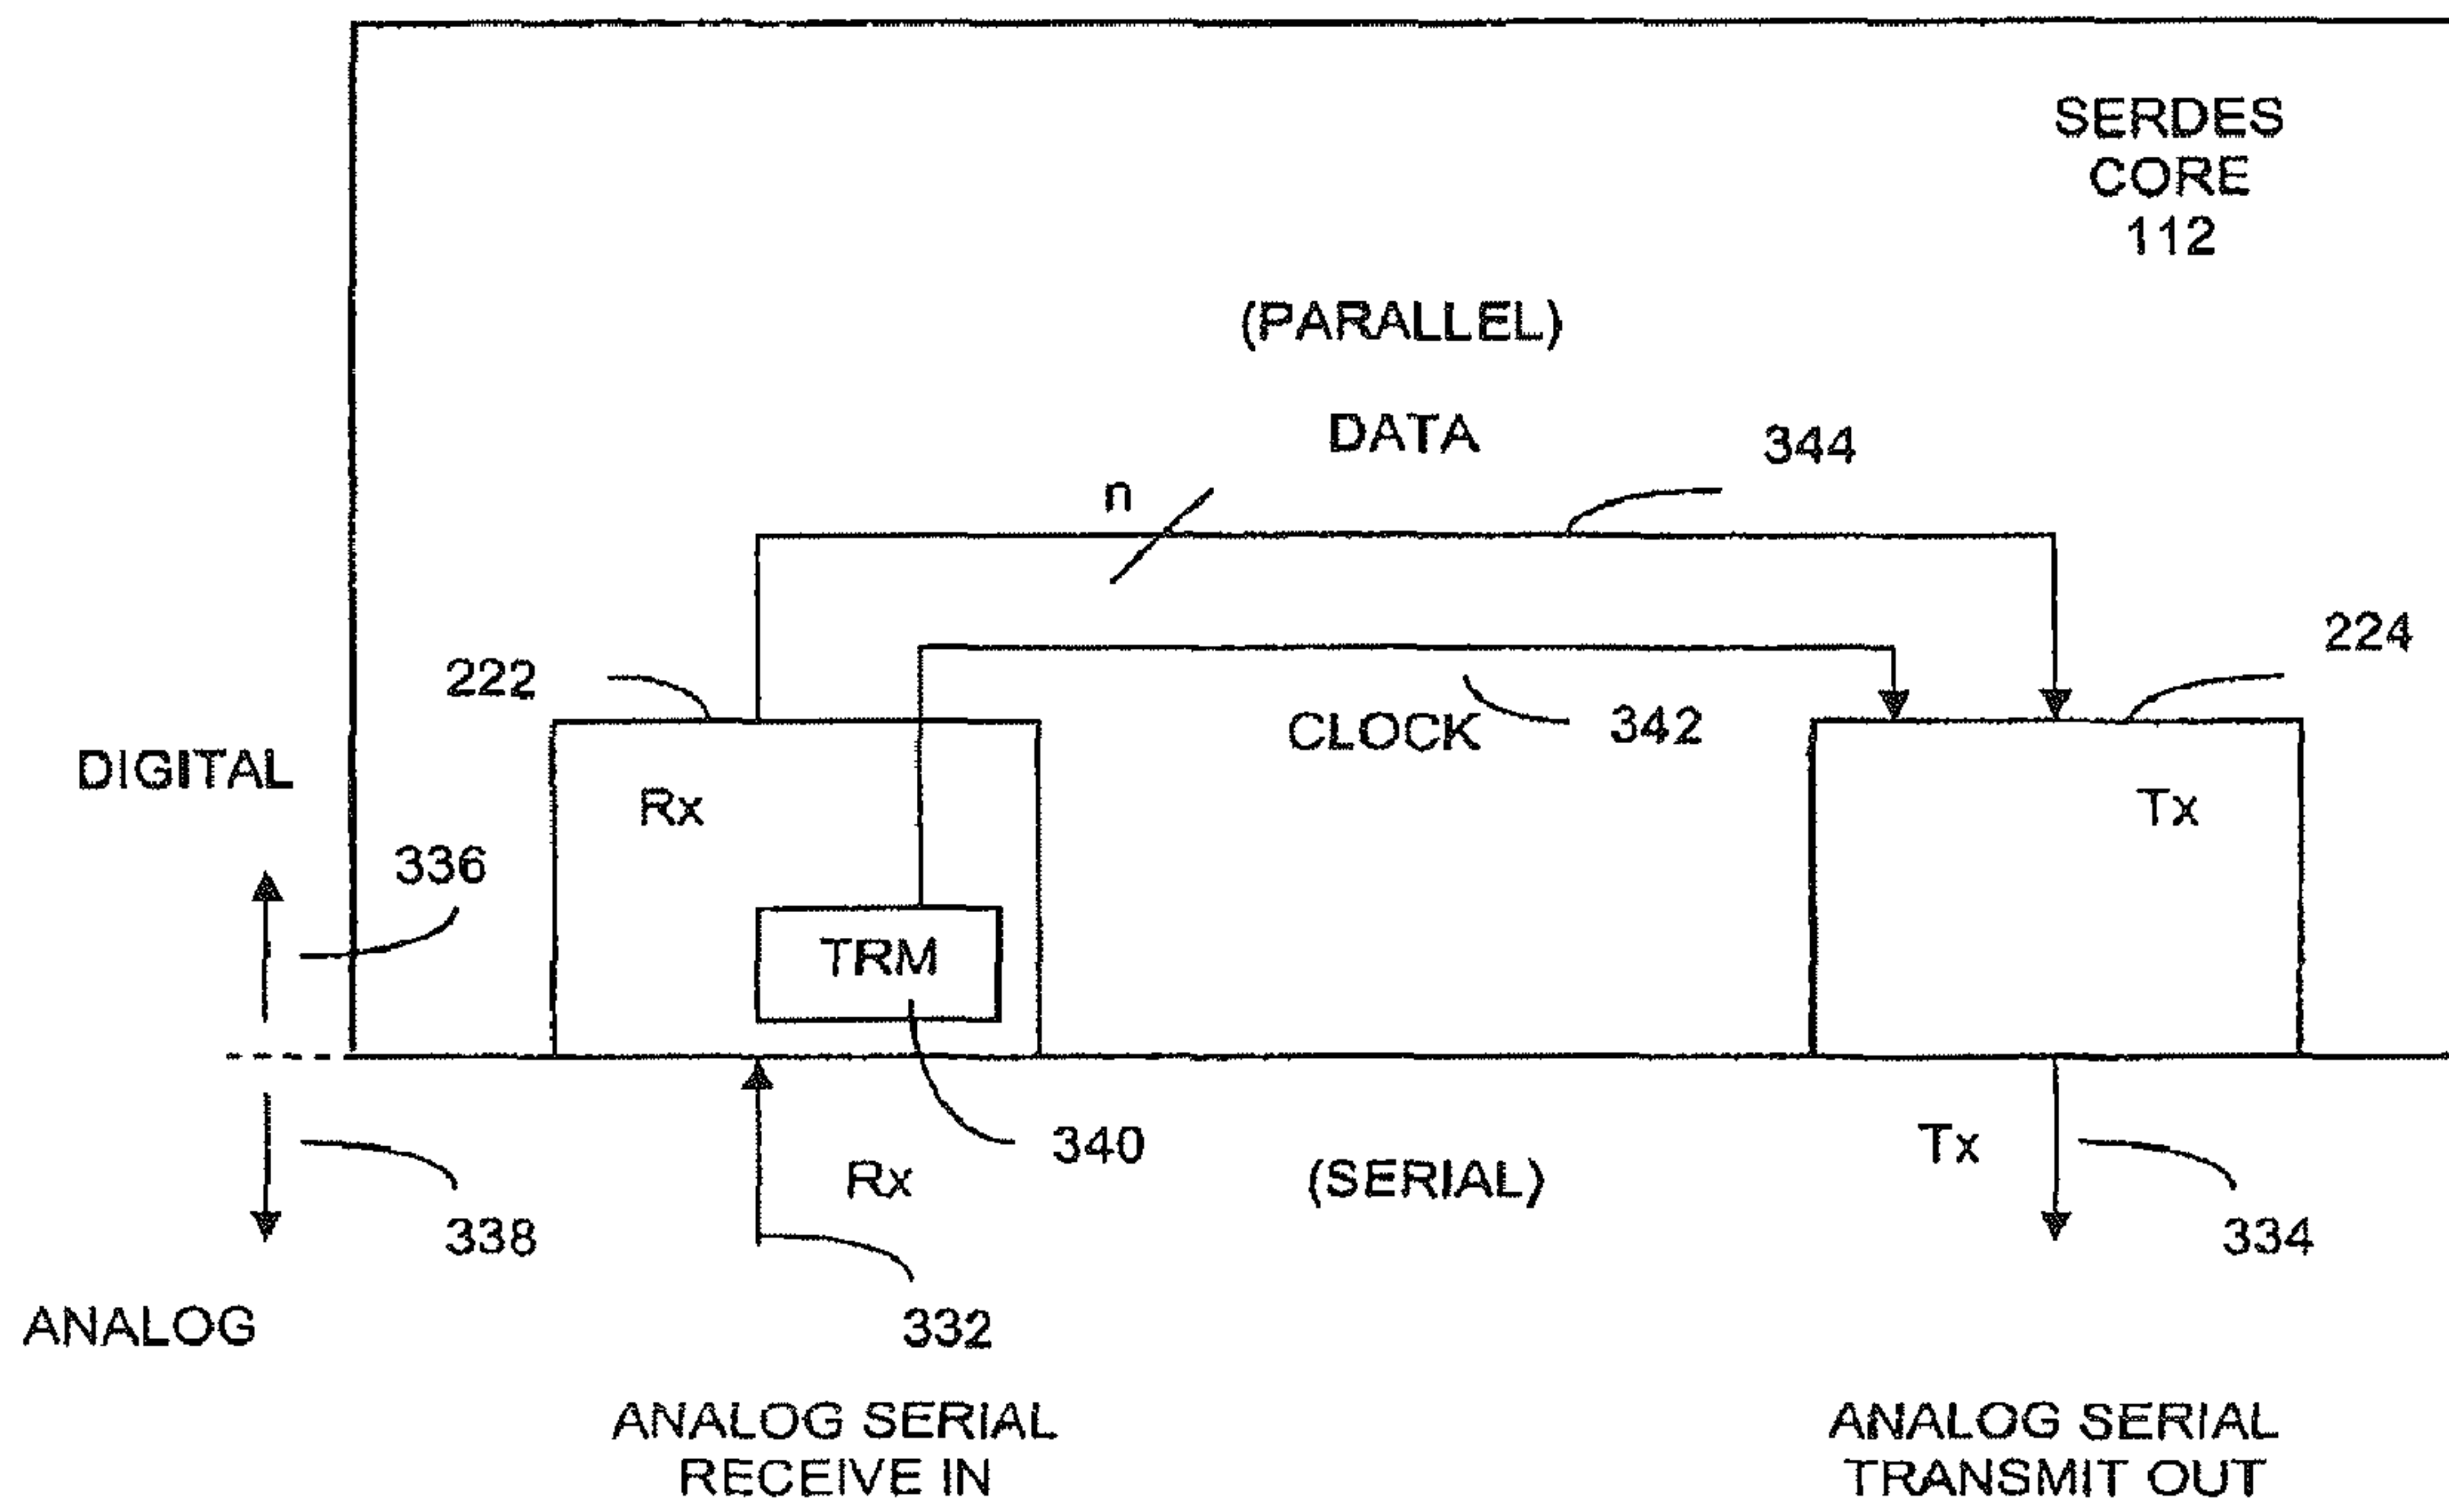 SERDES
CORE
112
(PARALLEL)
DATA
344
n
224
222
CLOCK
342
DIGITAL
Rx
Tx
336
TRM
340
Rx
(SERIAL)
Tx
338
334
332
ANALOG
ANALOG SERIAL
RECEIVE IN
ANALOG SERIAL
TRANSMIT OUT